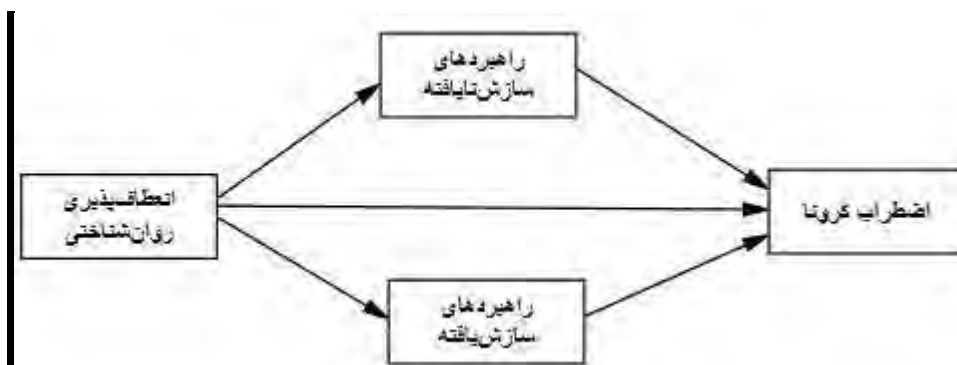 راهبردهای
سازش‌نایافته
انعطاف‌پذیری
روان‌شناختی
اضطراب کرونا
راهبردهای
سازش‌یافته